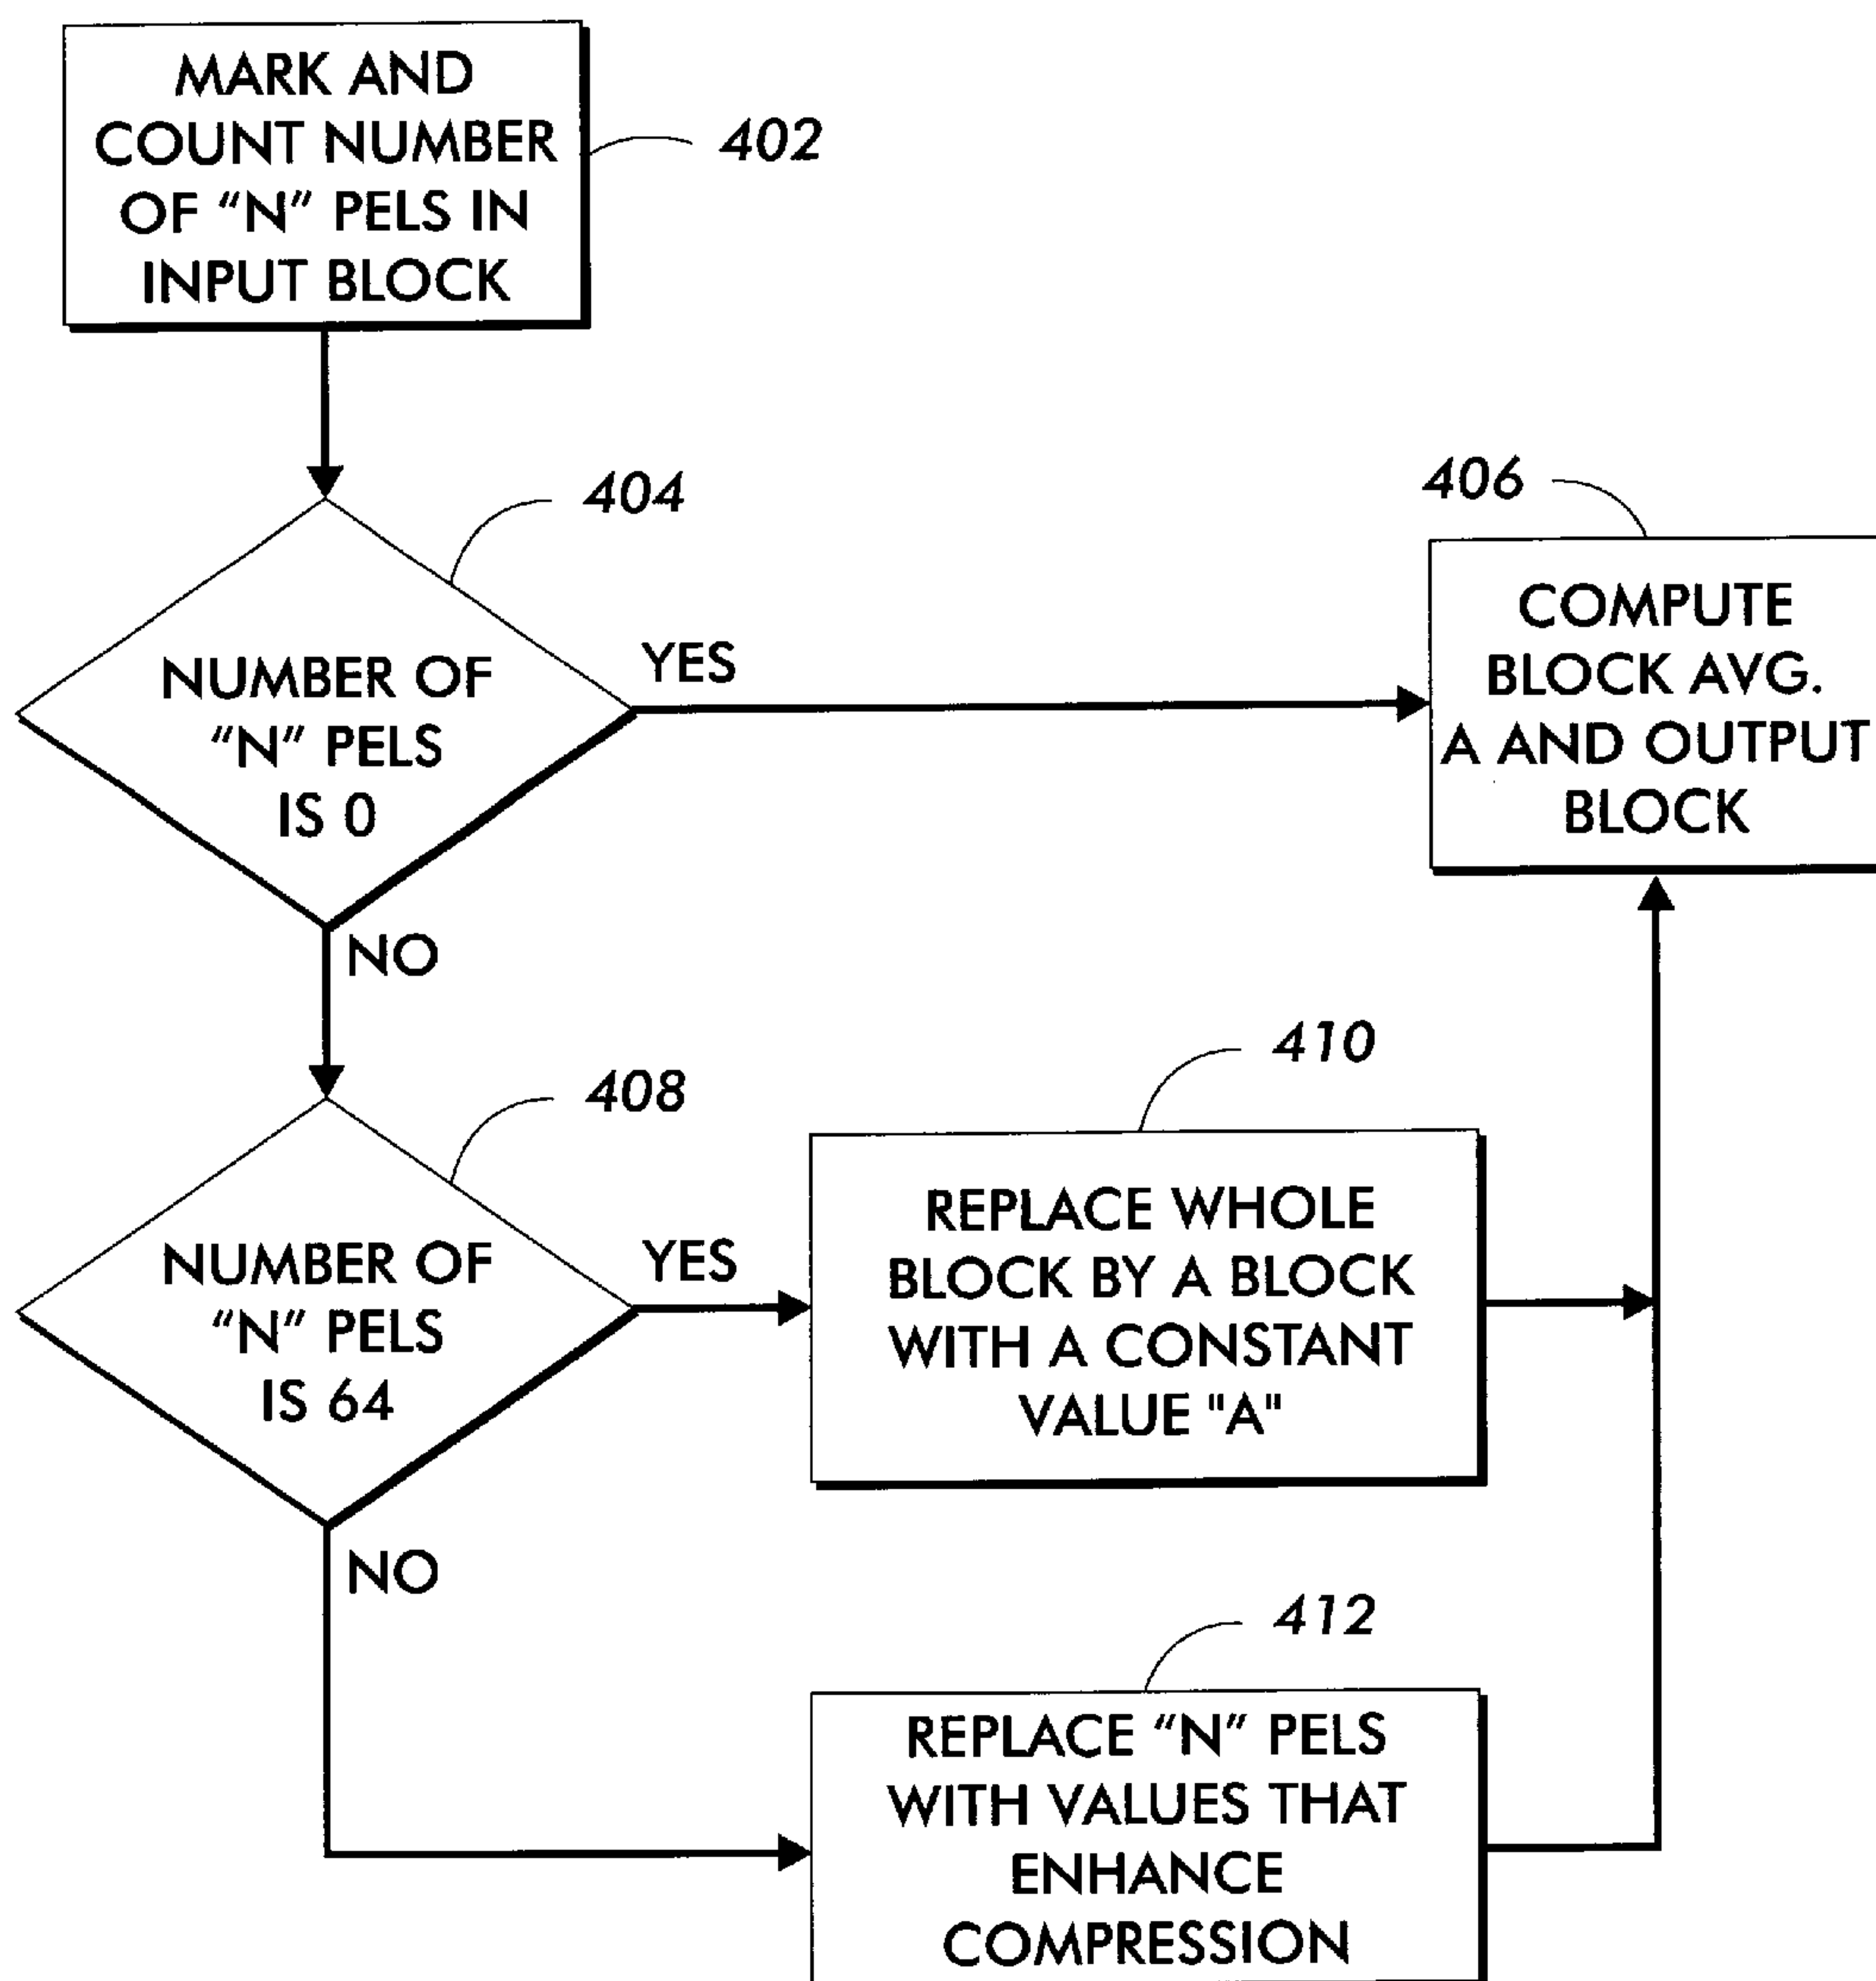 MARK AND
COUNT NUMBER
OF “N” PELS IN
INPUT BLOCK
402
404
NUMBER OF
“N” PELS
IS 0
YES
NO
406
COMPUTE
BLOCK AVG.
A AND OUTPUT
BLOCK
408
NUMBER OF
“N” PELS
IS 64
YES
NO
410
REPLACE WHOLE
BLOCK BY A BLOCK
WITH A CONSTANT
VALUE "A"
412
REPLACE “N” PELS
WITH VALUES THAT
ENHANCE
COMPRESSION